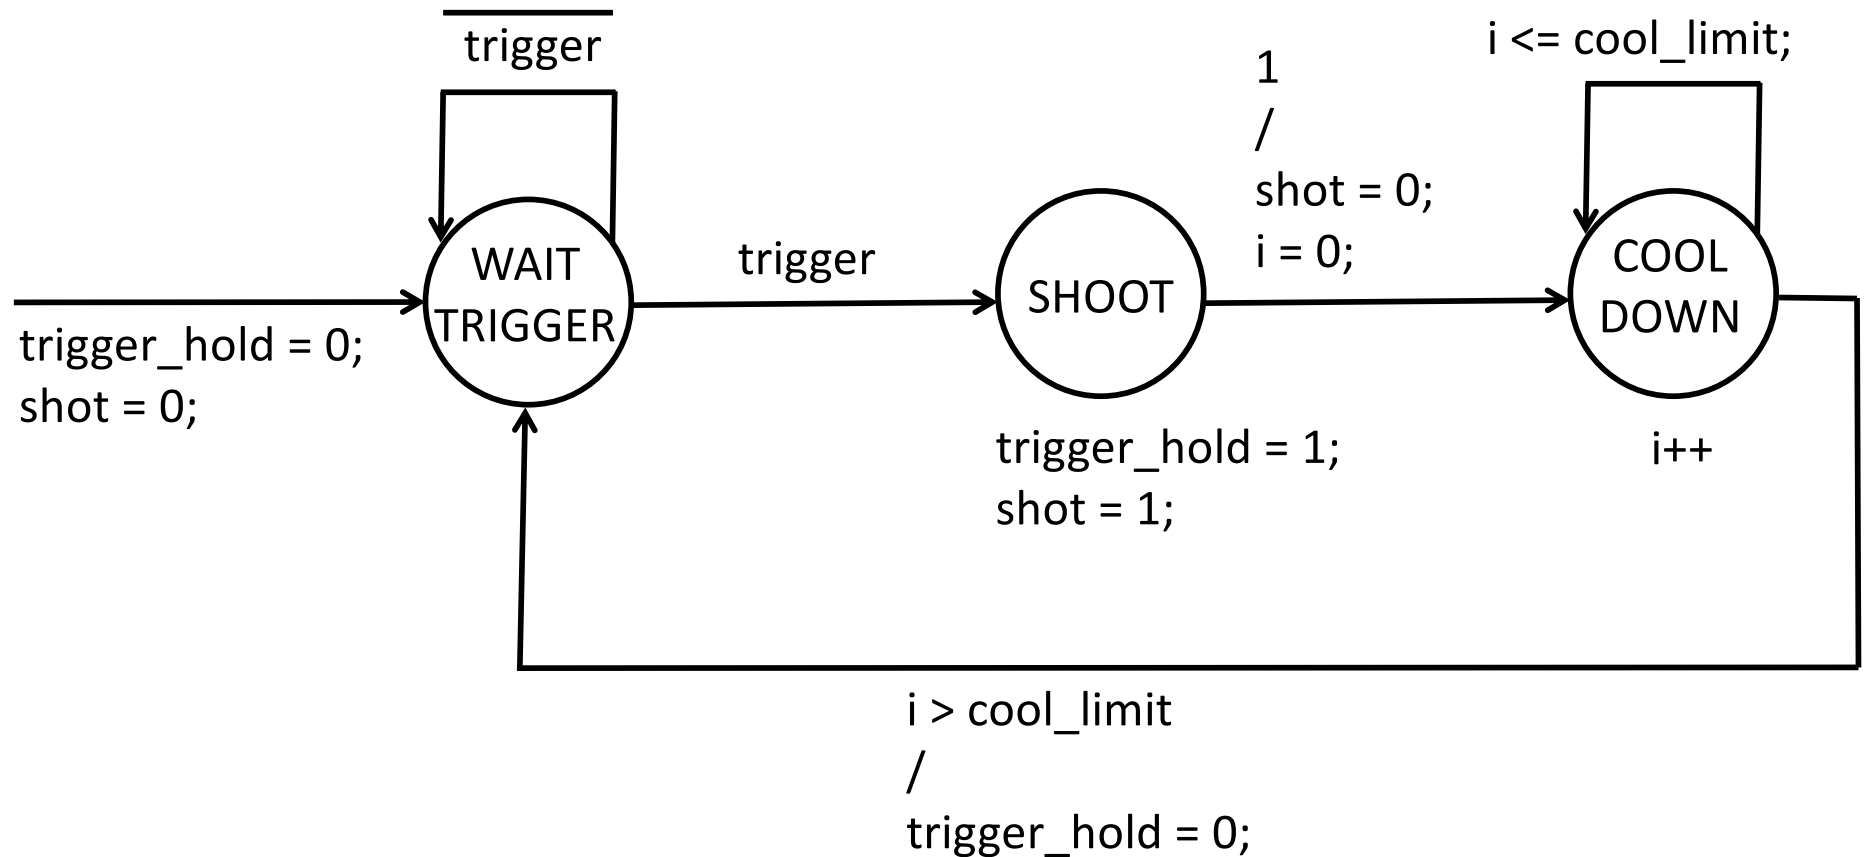 trigger
i <= cool_limit;
1
/
shot = 0;
i = 0;
WAIT
TRIGGER
trigger
SHOOT
COOL
DOWN
trigger_hold = 0;
shot = 0;
trigger_hold = 1;
shot = 1;
i++
i > cool_limit
/
trigger_hold = 0;